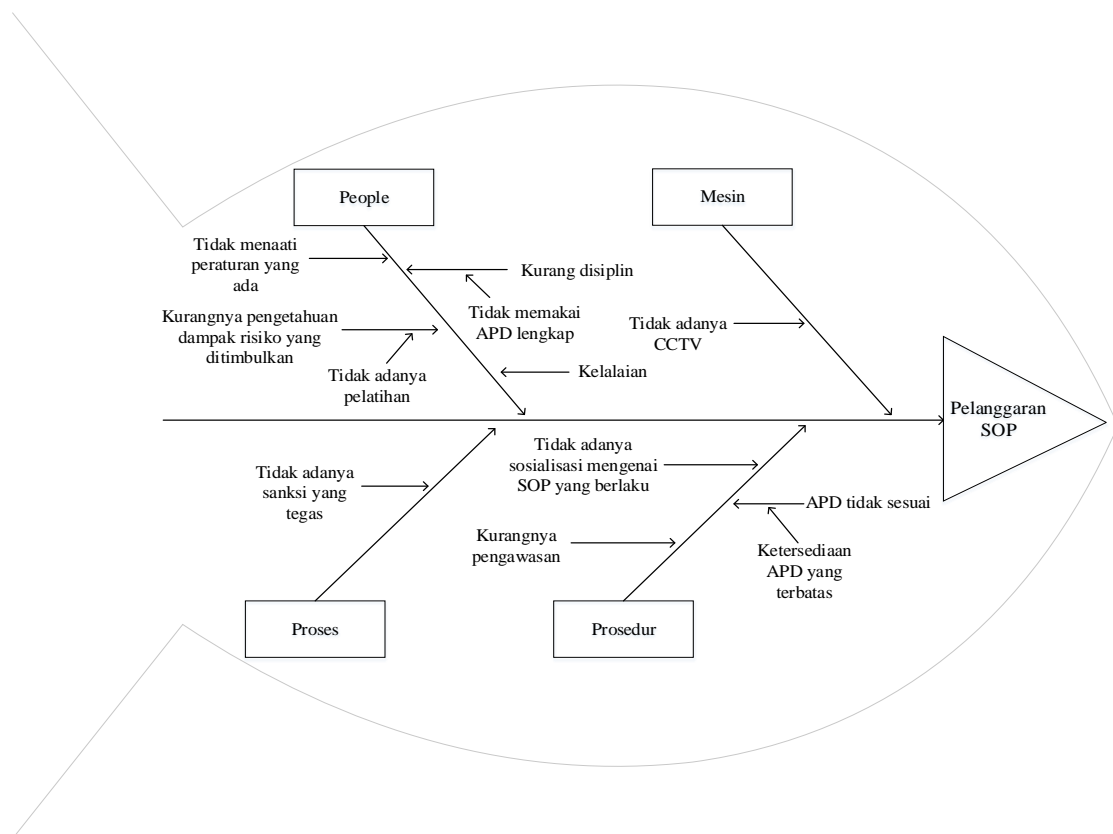 People
Mesin
Tidak menaati
peraturan yang
ada
Kurang disiplin
Tidak memakai
APD lengkap
Kurangnya pengetahuan
dampak risiko yang
ditimbulkan
Tidak adanya
pelatihan
Kelalaian
Tidak adanya
CCTV
Pelanggaran
SOP
Tidak adanya
sanksi yang
tegas
Tidak adanya
sosialisasi mengenai
SOP yang berlaku
APD tidak sesuai
Kurangnya
pengawasan
Ketersediaan
APD yang
terbatas
Proses
Prosedur